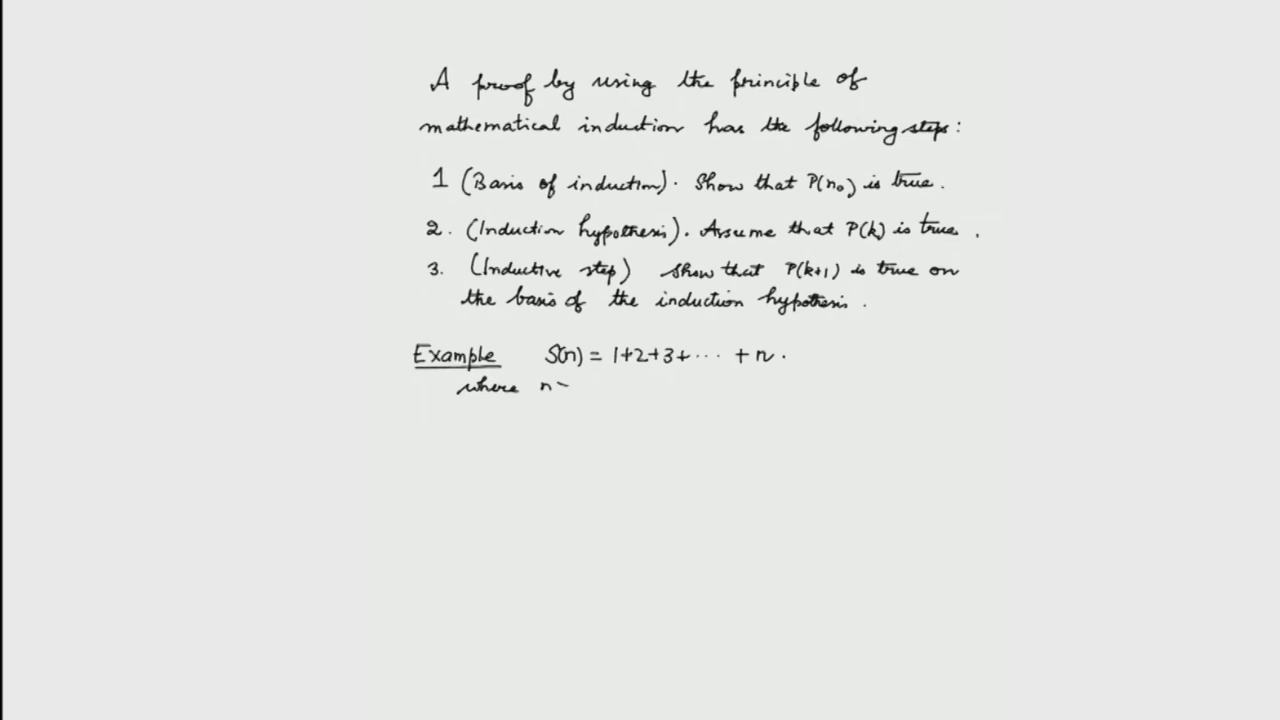 A proof by using the principle of
mathematical induction has the following steps:
1 (Basis of induction). Show that P(n₀) is true.
2. (Induction hypothesis). Assume that P(k) is true.
3. (Inductive step) Show that P(k+1) is true on
the basis of the induction hypothesis.
Example S(n) = 1+2+3+ ··· + n.
where n